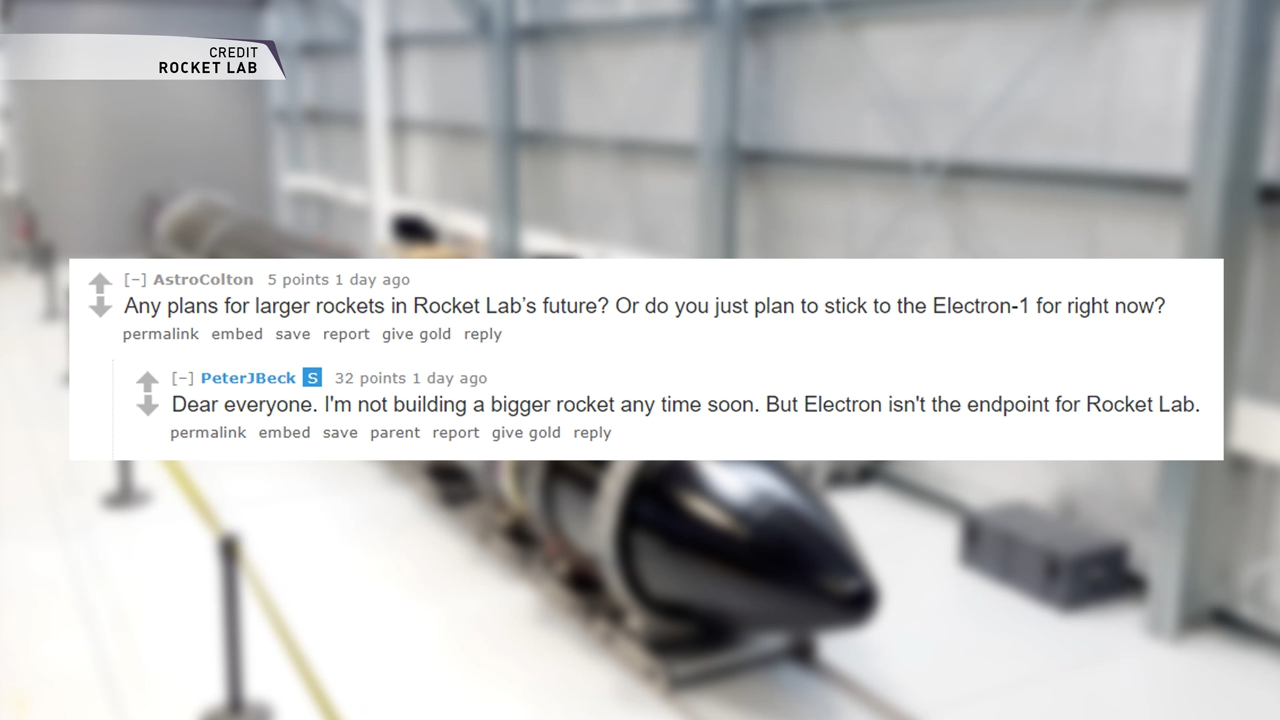 CREDIT
ROCKET LAB
[–] AstroColton 5 points 1 day ago
Any plans for larger rockets in Rocket Lab’s future? Or do you just plan to stick to the Electron-1 for right now?
permalink embed save report give gold reply
[–] PeterJBeck S 32 points 1 day ago
Dear everyone. I'm not building a bigger rocket any time soon. But Electron isn't the endpoint for Rocket Lab.
permalink embed save parent report give gold reply